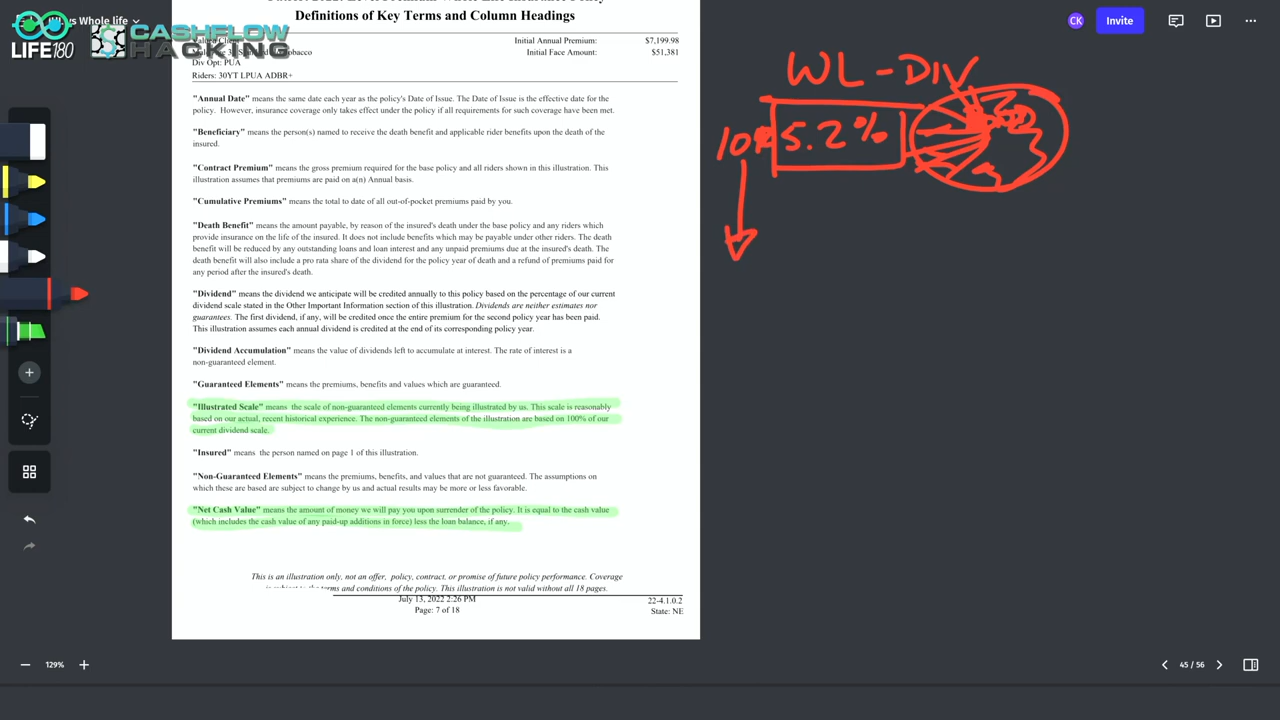 Whole life
CK
Invite
LIFE180
CASHFLOW
HACKING
Definitions of Key Terms and Column Headings
Initial Annual Premium: $7,199.98
Initial Face Amount: $51,381
Div Opt: PUA
Riders: 30YT LPUA ADBR+
"Annual Date" means the same date each year as the policy's Date of Issue. The Date of Issue is the effective date for the
policy. However, insurance coverage only takes effect under the policy if all requirements for such coverage have been met.
"Beneficiary" means the person(s) named to receive the death benefit and applicable rider benefits upon the death of the
insured.
"Contract Premium" means the gross premium required for the base policy and all riders shown in this illustration. This
illustration assumes that premiums are paid on a(n) Annual basis.
"Cumulative Premiums" means the total to date of all out-of-pocket premiums paid by you.
"Death Benefit" means the amount payable, by reason of the insured's death under the base policy and any riders which
provide insurance on the life of the insured. It does not include benefits which may be payable under other riders. The death
benefit will be reduced by any outstanding loans and loan interest and any unpaid premiums due at the insured's death. The
death benefit will also include a pro rata share of the dividend for the policy year of death and a refund of premiums paid for
any period after the insured's death.
"Dividend" means the dividend we anticipate will be credited annually to this policy based on the percentage of our current
dividend scale stated in the Other Important Information section of this illustration. Dividends are neither estimates nor
guarantees. The first dividend, if any, will be credited once the entire premium for the second policy year has been paid.
This illustration assumes each annual dividend is credited at the end of its corresponding policy year.
"Dividend Accumulation" means the value of dividends left to accumulate at interest. The rate of interest is a
non-guaranteed element.
"Guaranteed Elements" means the premiums, benefits and values which are guaranteed.
"Illustrated Scale" means the scale of non-guaranteed elements currently being illustrated by us. This scale is reasonably
based on our actual, recent historical experience. The non-guaranteed elements of the illustration are based on 100% of our
current dividend scale.
"Insured" means the person named on page 1 of this illustration.
"Non-Guaranteed Elements" means the premiums, benefits, and values that are not guaranteed. The assumptions on
which these are based are subject to change by us and actual results may be more or less favorable.
"Net Cash Value" means the amount of money we will pay you upon surrender of the policy. It is equal to the cash value
(which includes the cash value of any paid-up additions in force) less the loan balance, if any.
This is an illustration only, not an offer, policy, contract, or promise of future policy performance. Coverage
terms and conditions of the policy. This illustration is not valid without all 18 pages.
July 13, 2022 2:26 PM
22-4.1.0.2
Page: 7 of 18
State: NE
WL-DIV
5.2%
129%
45 / 56